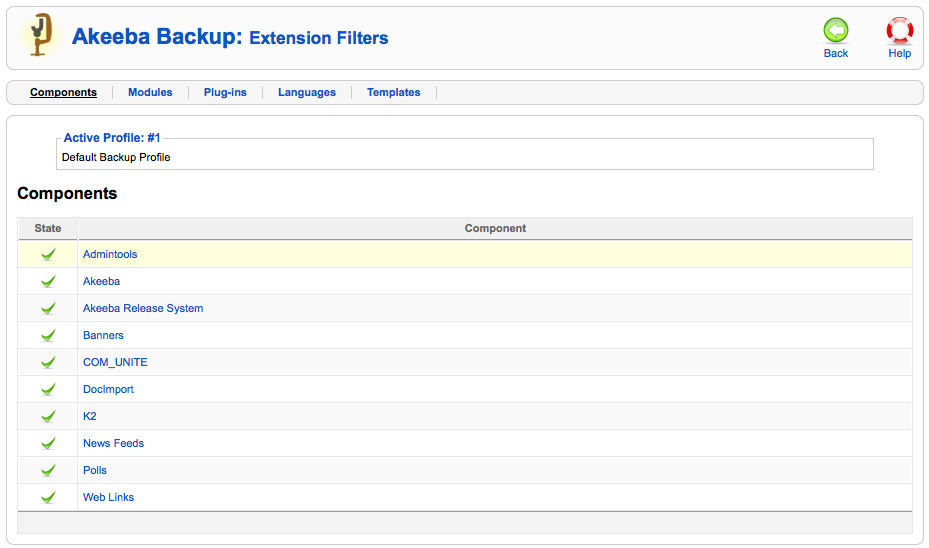 Akeeba Backup: Extension Filters
Back
Help
Components
Modules
Plug-ins
Languages
Templates
Active Profile: #1
Default Backup Profile
Components
State
Component
Admintools
Akeeba
Akeeba Release System
Banners
COM_UNITE
DocImport
K2
News Feeds
Polls
Web Links